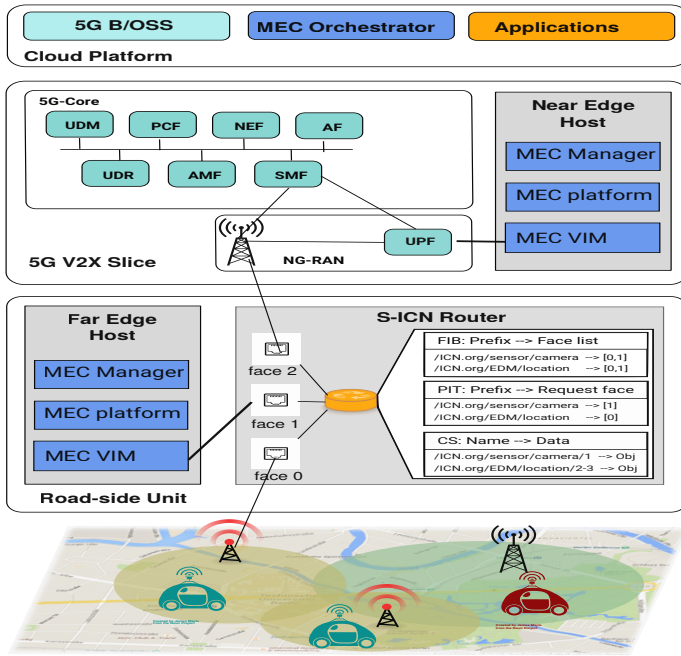 5G B/OSS
MEC Orchestrator
Applications
Cloud Platform
5G-Core
UDM
PCF
NEF
AF
UDR
AMF
SMF
UPF
NG-RAN
5G V2X Slice
Near Edge
Host
MEC Manager
MEC platform
MEC VIM
Far Edge
Host
MEC Manager
MEC platform
MEC VIM
Road-side Unit
S-ICN Router
face 2
face 1
face 0
FIB: Prefix --> Face list
/ICN.org/sensor/camera --> [0,1]
/ICN.org/EDM/location --> [0,1]
PIT: Prefix --> Request face
/ICN.org/sensor/camera --> [1]
/ICN.org/EDM/location --> [0]
CS: Name --> Data
/ICN.org/sensor/camera/1 --> Obj
/ICN.org/EDM/location/2-3 --> Obj